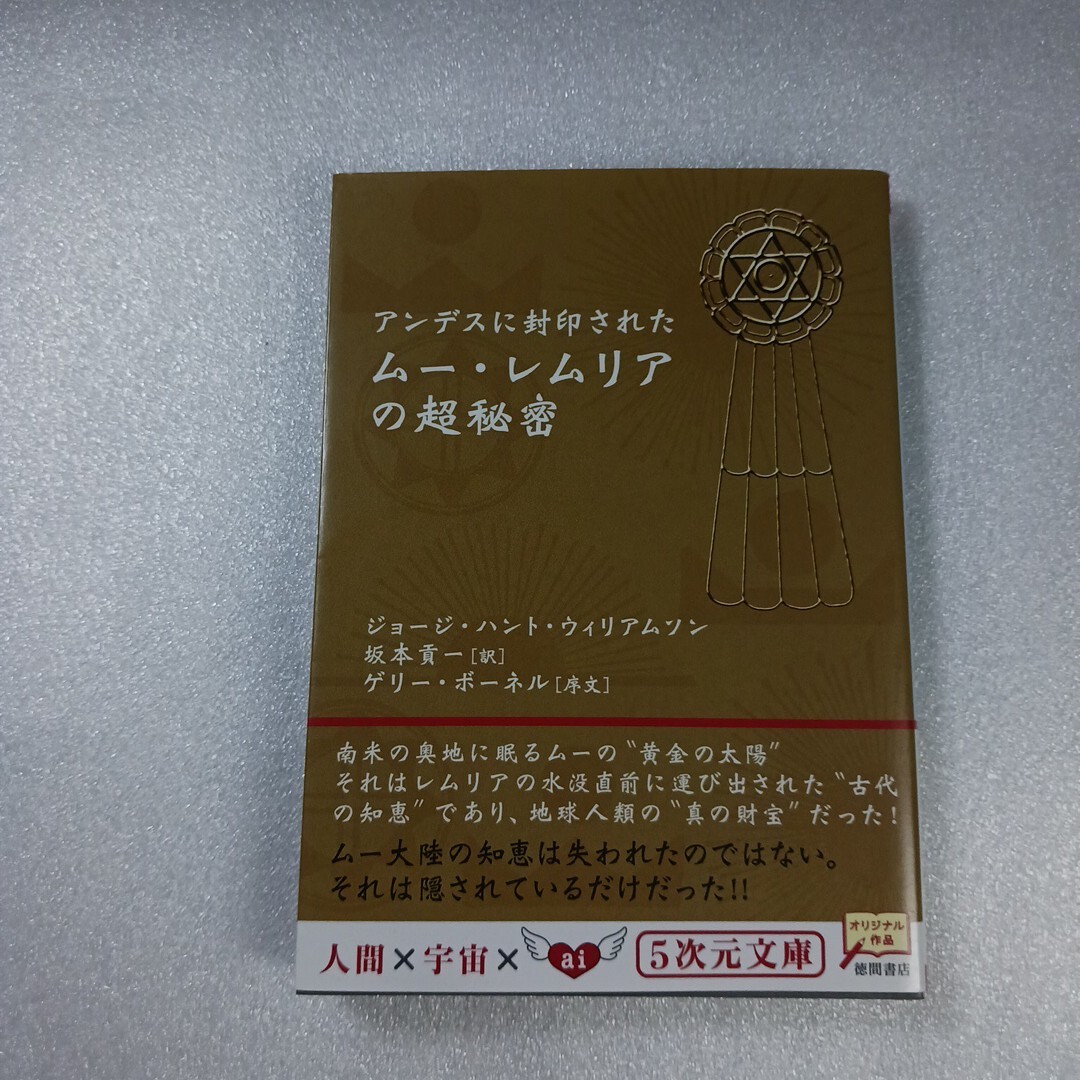 アンデスに封印された
ムー・レムリア
の超秘密
ジョージ・ハント・ウィリアムソン
坂本貢一[訳]
ゲリー・ボーネル[序文]
南米の奥地に眠るムーの〝黄金の太陽〟
それはレムリアの水没直前に運び出された〝古代
の知恵〟であり、地球人類の〝真の財宝〟だった!
ムー大陸の知恵は失われたのではない。
それは隠されているだけだった!!
人間×宇宙×ai
5次元文庫
オリジナル
作品
徳間書店